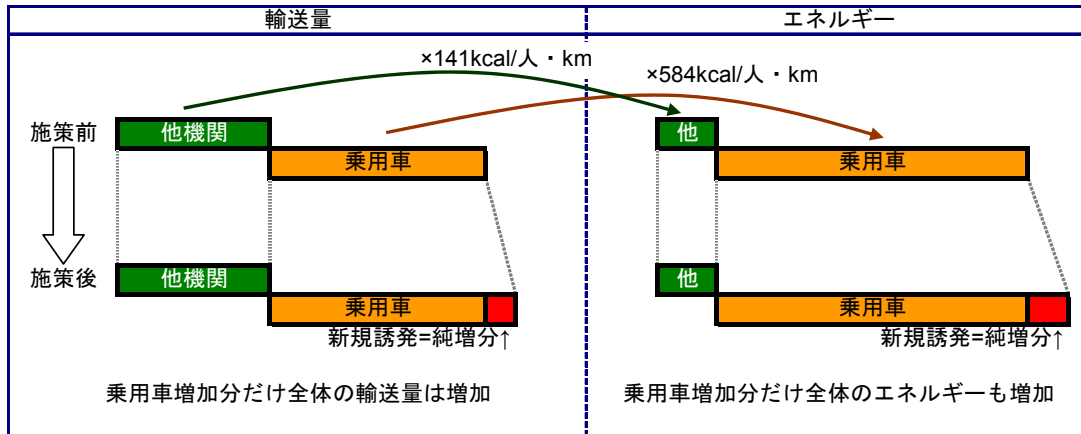 輸送量
エネルギー
×141kcal/人・km
×584kcal/人・km
施策前
他機関
乗用車
他
乗用車
施策後
他機関
乗用車
新規誘発=純増分↑
他
乗用車
新規誘発=純増分↑
乗用車増加分だけ全体の輸送量は増加
乗用車増加分だけ全体のエネルギーも増加